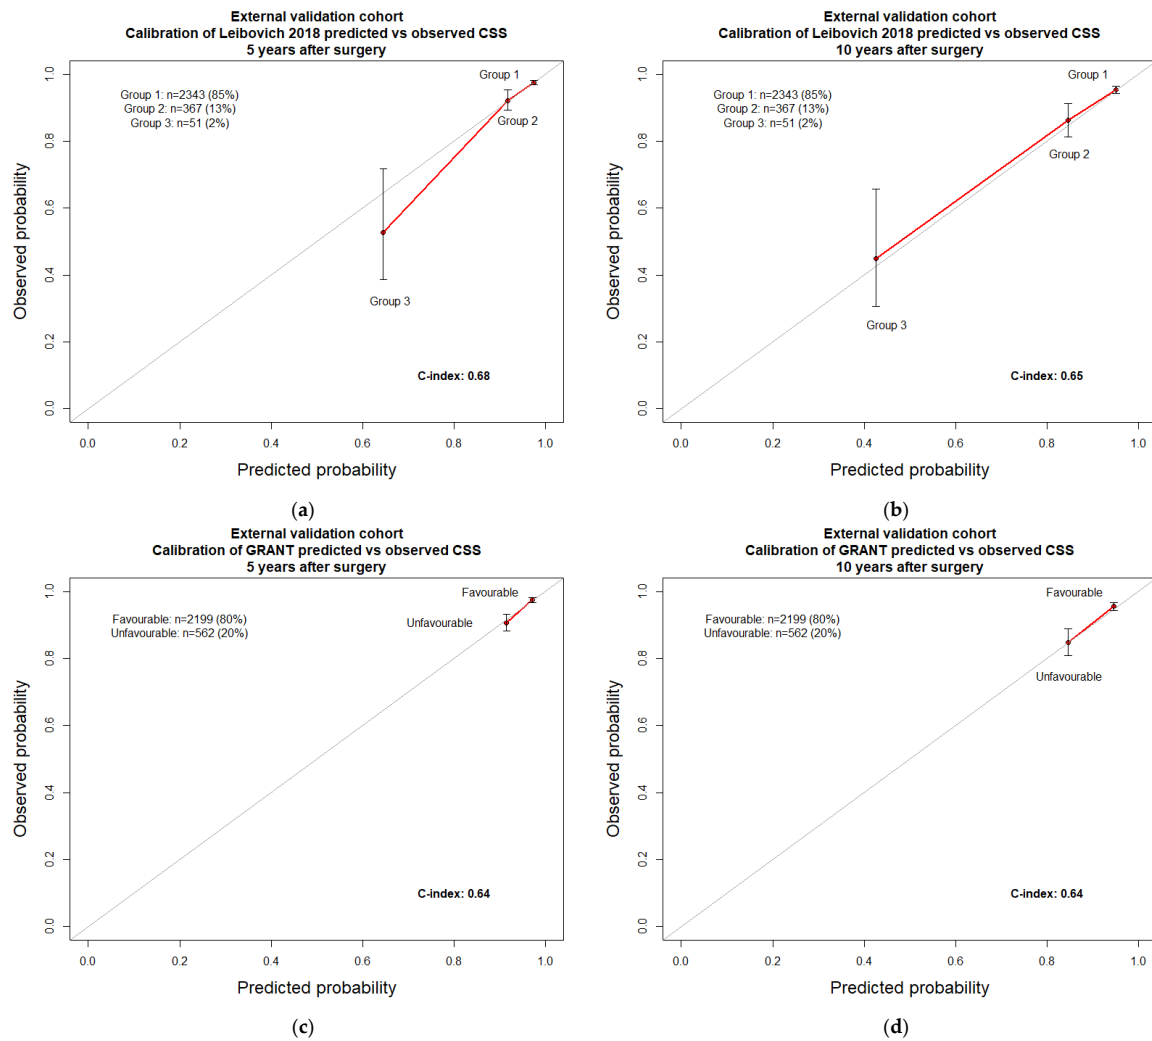 External validation cohort
Calibration of Leibovich 2018 predicted vs observed CSS
5 years after surgery
Group 1: n=2343 (85%)
Group 2: n=367 (13%)
Group 3: n=51 (2%)
Group 1
Group 2
Group 3
C-index: 0.68
Observed probability
1.0
0.8
0.6
0.4
0.2
0.0
0.0 0.2 0.4 0.6 0.8 1.0
Predicted probability
(a)
External validation cohort
Calibration of Leibovich 2018 predicted vs observed CSS
10 years after surgery
Group 1: n=2343 (85%)
Group 2: n=367 (13%)
Group 3: n=51 (2%)
Group 1
Group 2
Group 3
C-index: 0.65
Observed probability
1.0
0.8
0.6
0.4
0.2
0.0
0.0 0.2 0.4 0.6 0.8 1.0
Predicted probability
(b)
External validation cohort
Calibration of GRANT predicted vs observed CSS
5 years after surgery
Favourable: n=2199 (80%)
Unfavourable: n=562 (20%)
Favourable
Unfavourable
C-index: 0.64
Observed probability
1.0
0.8
0.6
0.4
0.2
0.0
0.0 0.2 0.4 0.6 0.8 1.0
Predicted probability
(c)
External validation cohort
Calibration of GRANT predicted vs observed CSS
10 years after surgery
Favourable: n=2199 (80%)
Unfavourable: n=562 (20%)
Favourable
Unfavourable
C-index: 0.64
Observed probability
1.0
0.8
0.6
0.4
0.2
0.0
0.0 0.2 0.4 0.6 0.8 1.0
Predicted probability
(d)